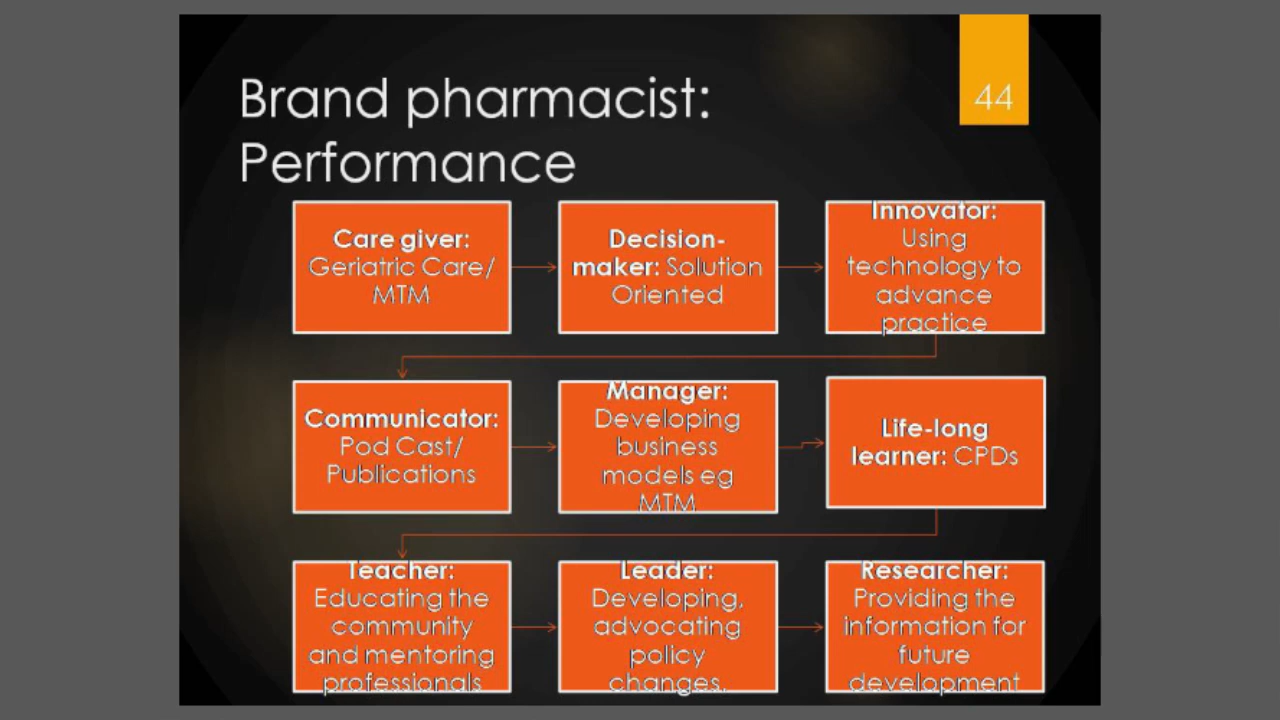 Brand pharmacist:
Performance
44
Care giver:
Geriatric Care/
MTM
Decision-
maker: Solution
Oriented
Innovator:
Using
technology to
advance
practice
Communicator:
Pod Cast/
Publications
Manager:
Developing
business
models eg
MTM
Life-long
learner: CPDs
Teacher:
Educating the
community
and mentoring
professionals
Leader:
Developing,
advocating
policy
changes.
Researcher:
Providing the
information for
future
development